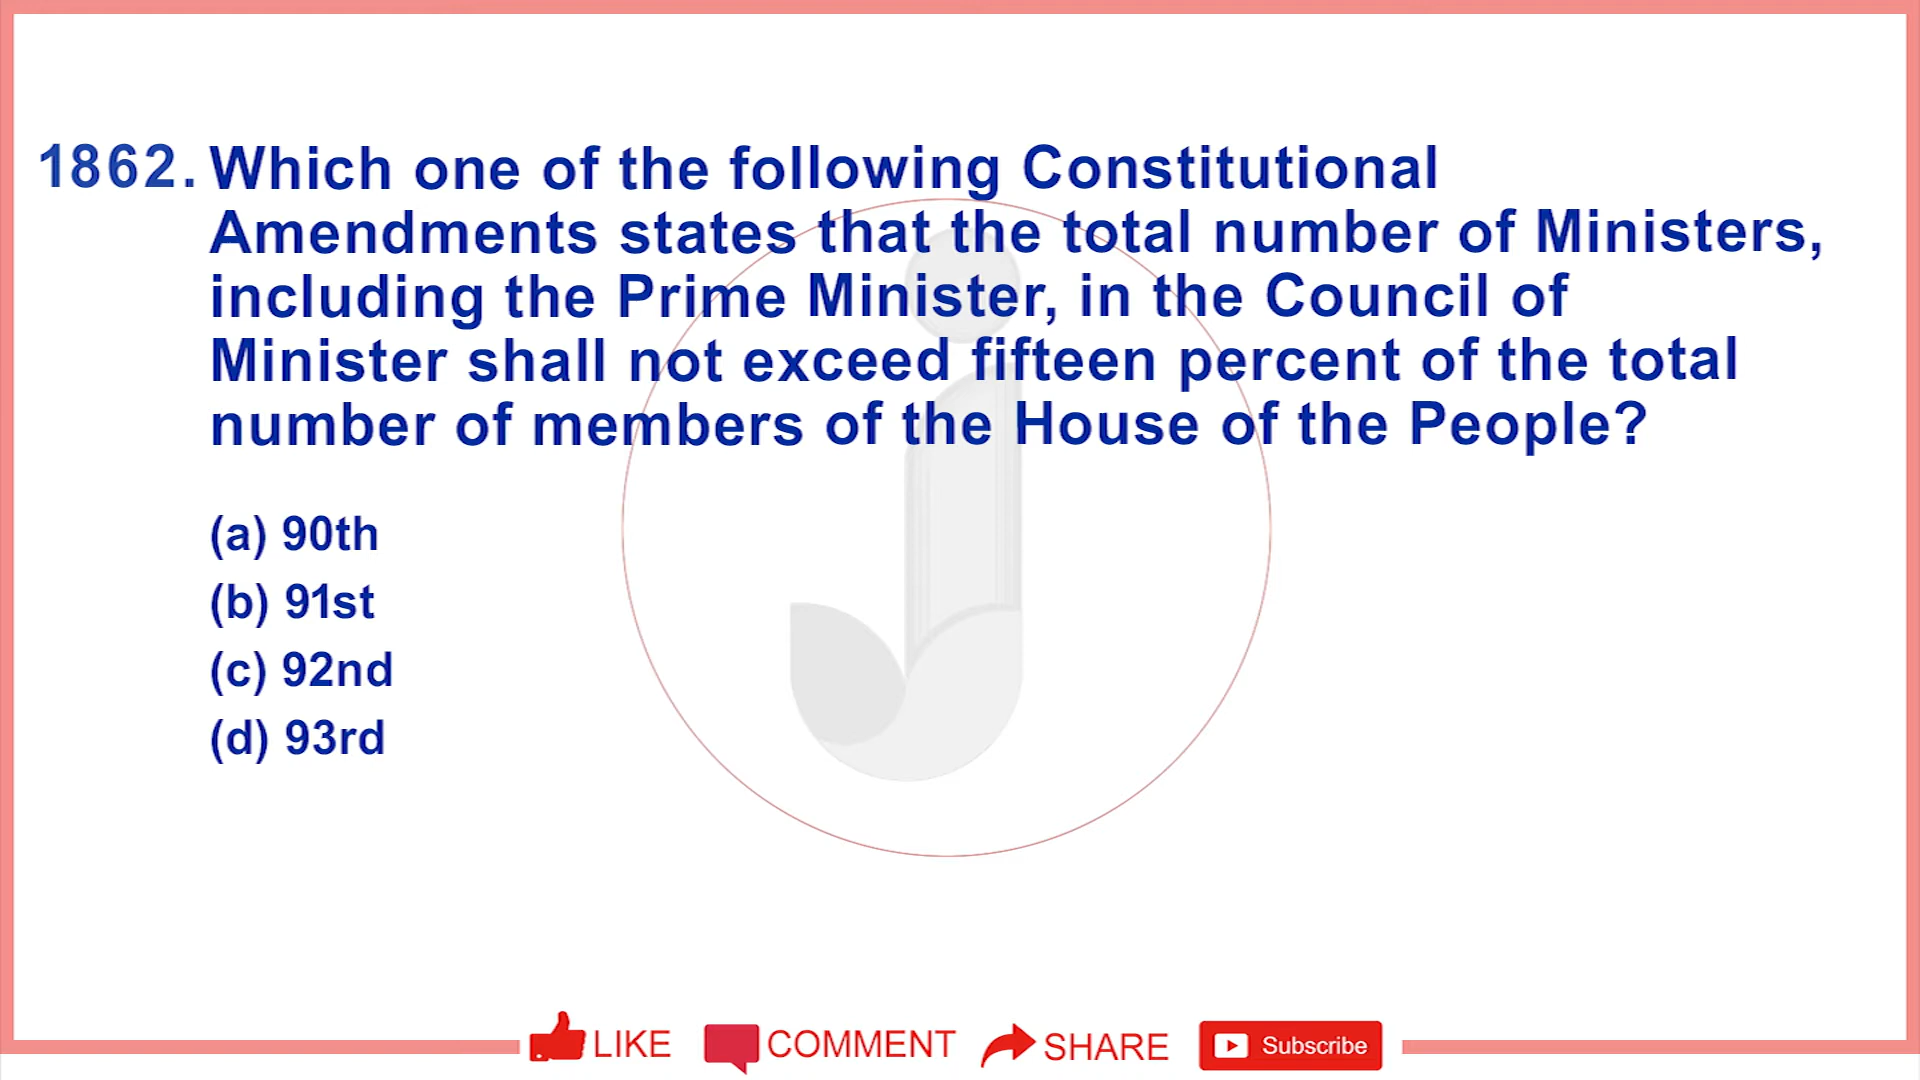 1862. Which one of the following Constitutional
Amendments states that the total number of Ministers,
including the Prime Minister, in the Council of
Minister shall not exceed fifteen percent of the total
number of members of the House of the People?
(a) 90th
(b) 91st
(c) 92nd
(d) 93rd
LIKE COMMENT SHARE Subscribe